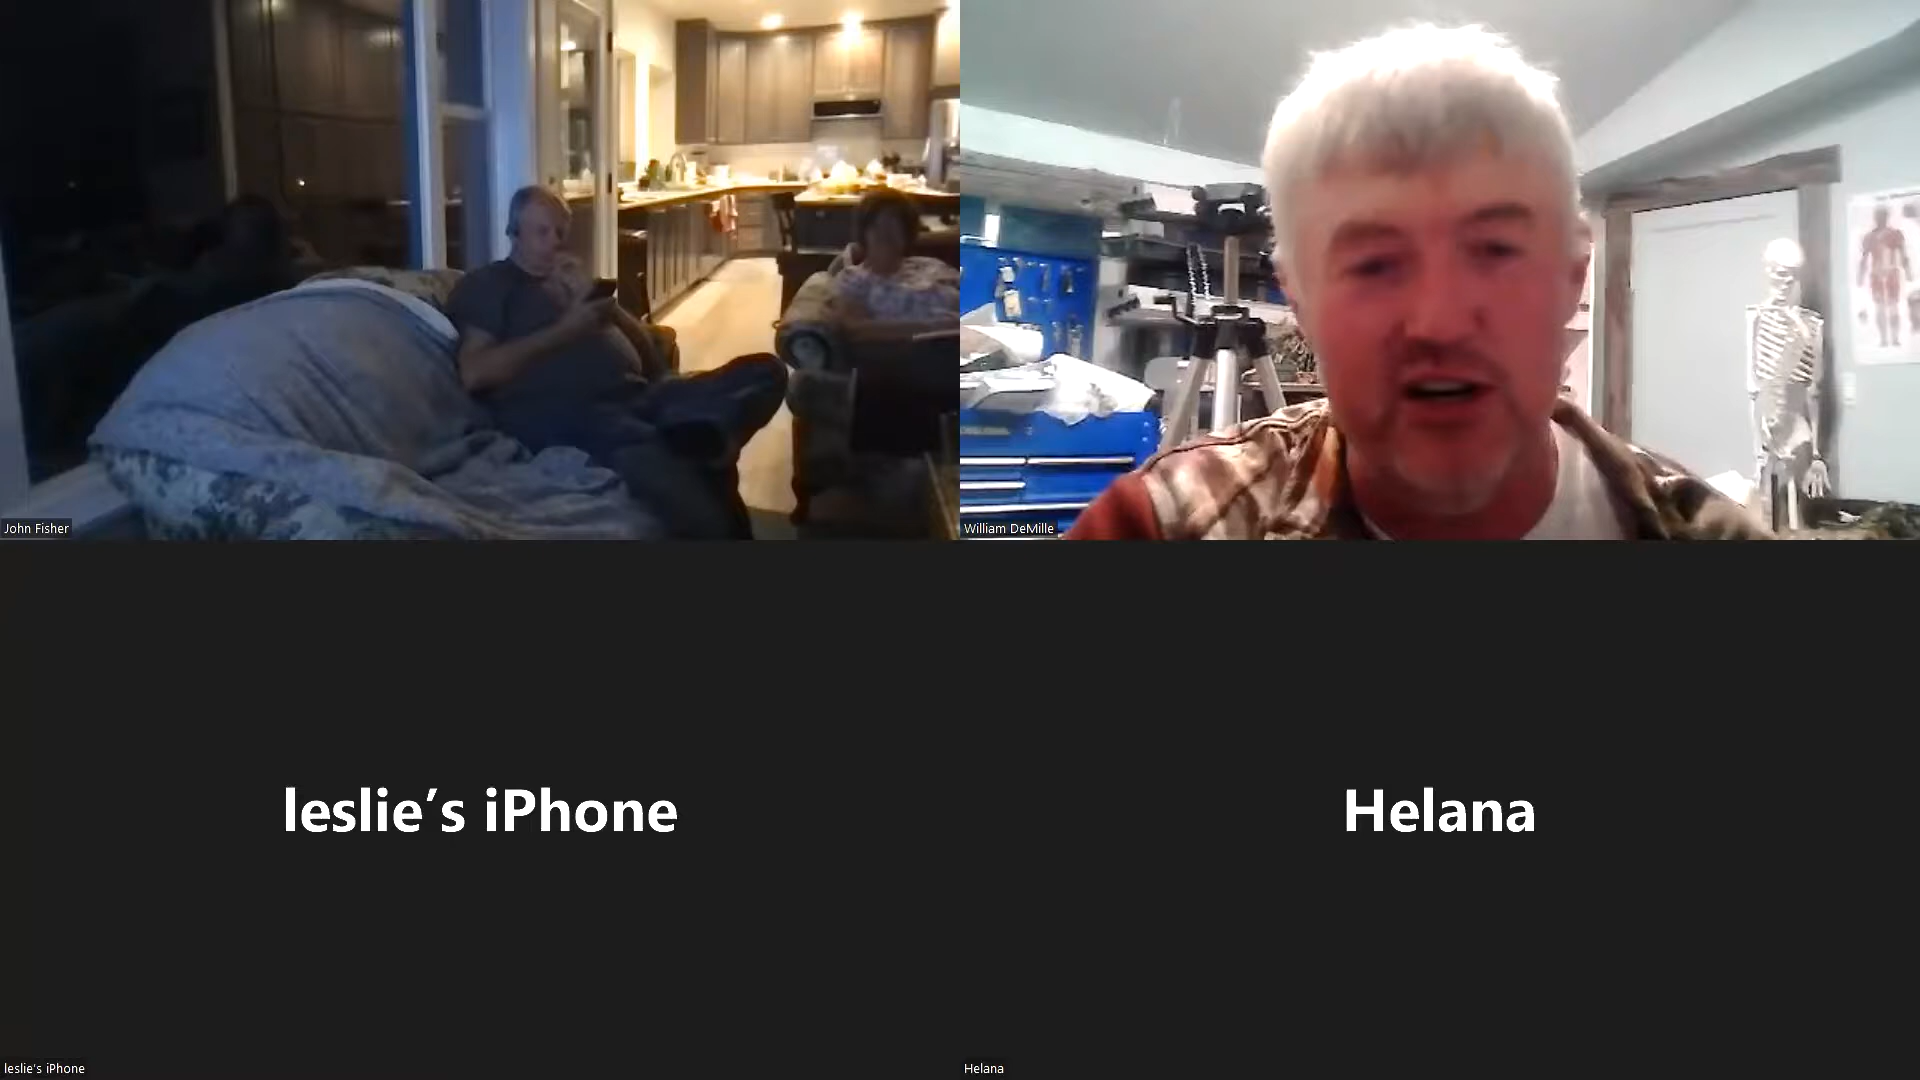 John Fisher
William DeMille
leslie’s iPhone
Helana
leslie's iPhone
Helana